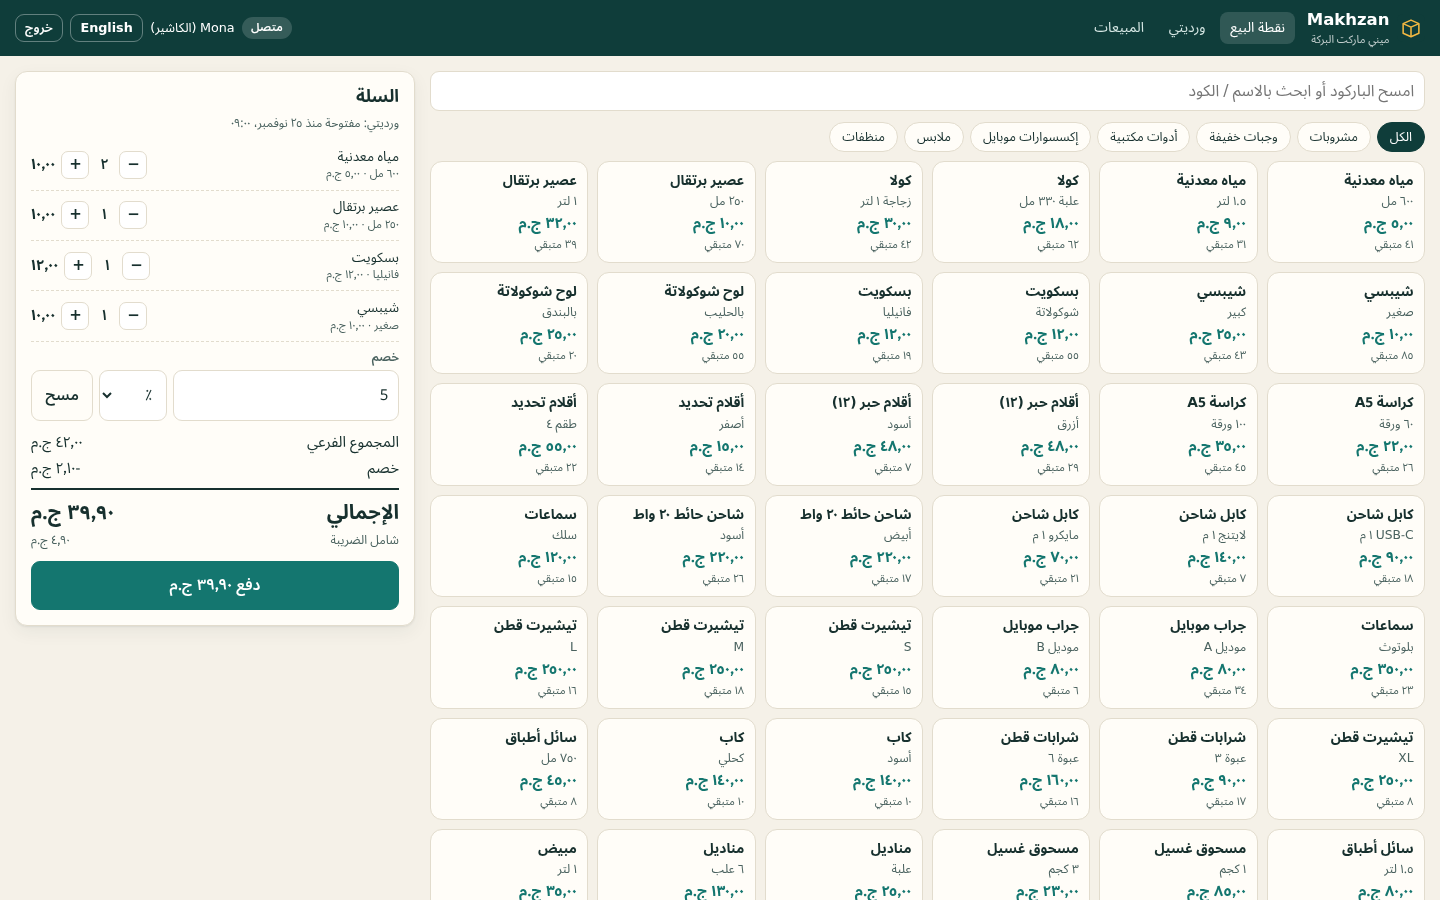 Makhzan
ميني ماركت البركة
نقطة البيع
ورديتي
المبيعات
متصل
Mona (الكاشير)
English
خروج
امسح الباركود أو ابحث بالاسم / الكود
الكل
مشروبات
وجبات خفيفة
أدوات مكتبية
إكسسوارات موبايل
ملابس
منظفات
مياه معدنية
٦٠٠ مل
٥٫٠٠ ج.م
٤١ متبقي
مياه معدنية
١.٥ لتر
٩٫٠٠ ج.م
٣١ متبقي
كولا
علبة ٣٣٠ مل
١٨٫٠٠ ج.م
٦٢ متبقي
كولا
زجاجة ١ لتر
٣٠٫٠٠ ج.م
٤٢ متبقي
عصير برتقال
٢٥٠ مل
١٠٫٠٠ ج.م
٧٠ متبقي
عصير برتقال
١ لتر
٣٢٫٠٠ ج.م
٣٩ متبقي
شيبسي
صغير
١٠٫٠٠ ج.م
٨٥ متبقي
شيبسي
كبير
٢٥٫٠٠ ج.م
٤٣ متبقي
بسكويت
شوكولاتة
١٢٫٠٠ ج.م
٥٥ متبقي
بسكويت
فانيليا
١٢٫٠٠ ج.م
١٩ متبقي
لوح شوكولاتة
بالحليب
٢٠٫٠٠ ج.م
٥٥ متبقي
لوح شوكولاتة
بالبندق
٢٥٫٠٠ ج.م
٢٠ متبقي
كراسة A5
٦٠ ورقة
٢٢٫٠٠ ج.م
٢٦ متبقي
كراسة A5
١٠٠ ورقة
٣٥٫٠٠ ج.م
٤٥ متبقي
أقلام حبر (١٢)
أزرق
٤٨٫٠٠ ج.م
٢٩ متبقي
أقلام حبر (١٢)
أسود
٤٨٫٠٠ ج.م
٧ متبقي
أقلام تحديد
أصفر
١٥٫٠٠ ج.م
١٤ متبقي
أقلام تحديد
طقم ٤
٥٥٫٠٠ ج.م
٢٢ متبقي
كابل شاحن
USB-C ١ م
٩٠٫٠٠ ج.م
١٨ متبقي
كابل شاحن
لايتنج ١ م
١٤٠٫٠٠ ج.م
٧ متبقي
كابل شاحن
مايكرو ١ م
٧٠٫٠٠ ج.م
٢١ متبقي
شاحن حائط ٢٠ واط
أبيض
٢٢٠٫٠٠ ج.م
١٧ متبقي
شاحن حائط ٢٠ واط
أسود
٢٢٠٫٠٠ ج.م
٢٦ متبقي
سماعات
سلك
١٢٠٫٠٠ ج.م
١٥ متبقي
سماعات
بلوتوث
٣٥٠٫٠٠ ج.م
٢٣ متبقي
جراب موبايل
موديل A
٨٠٫٠٠ ج.م
٣٤ متبقي
جراب موبايل
موديل B
٨٠٫٠٠ ج.م
٦ متبقي
تيشيرت قطن
S
٢٥٠٫٠٠ ج.م
١٥ متبقي
تيشيرت قطن
M
٢٥٠٫٠٠ ج.م
١٨ متبقي
تيشيرت قطن
L
٢٥٠٫٠٠ ج.م
١٦ متبقي
تيشيرت قطن
XL
٢٥٠٫٠٠ ج.م
٨ متبقي
شرابات قطن
عبوة ٣
٩٠٫٠٠ ج.م
١٧ متبقي
شرابات قطن
عبوة ٦
١٦٠٫٠٠ ج.م
١٦ متبقي
كاب
أسود
١٤٠٫٠٠ ج.م
١٠ متبقي
كاب
كحلي
١٤٠٫٠٠ ج.م
١٠ متبقي
سائل أطباق
٧٥٠ مل
٤٥٫٠٠ ج.م
٨ متبقي
سائل أطباق
١.٥ لتر
٨٠٫٠٠ ج.م
مسحوق غسيل
١ كجم
٨٥٫٠٠ ج.م
مسحوق غسيل
٣ كجم
٢٣٠٫٠٠ ج.م
مناديل
علبة
٢٥٫٠٠ ج.م
مناديل
٦ علب
١٣٠٫٠٠ ج.م
مبيض
١ لتر
٣٥٫٠٠ ج.م
السلة
ورديتي: مفتوحة منذ ٢٥ نوفمبر، ٠٩:٠٠
مياه معدنية
٦٠٠ مل · ٥٫٠٠ ج.م
− ٢ + ١٠٫٠٠
عصير برتقال
٢٥٠ مل · ١٠٫٠٠ ج.م
− ١ + ١٠٫٠٠
بسكويت
فانيليا · ١٢٫٠٠ ج.م
− ١ + ١٢٫٠٠
شيبسي
صغير · ١٠٫٠٠ ج.م
− ١ + ١٠٫٠٠
خصم
5
٪
مسح
المجموع الفرعي ٤٢٫٠٠ ج.م
خصم -٢٫١٠ ج.م
الإجمالي ٣٩٫٩٠ ج.م
شامل الضريبة ٤٫٩٠ ج.م
دفع ٣٩٫٩٠ ج.م